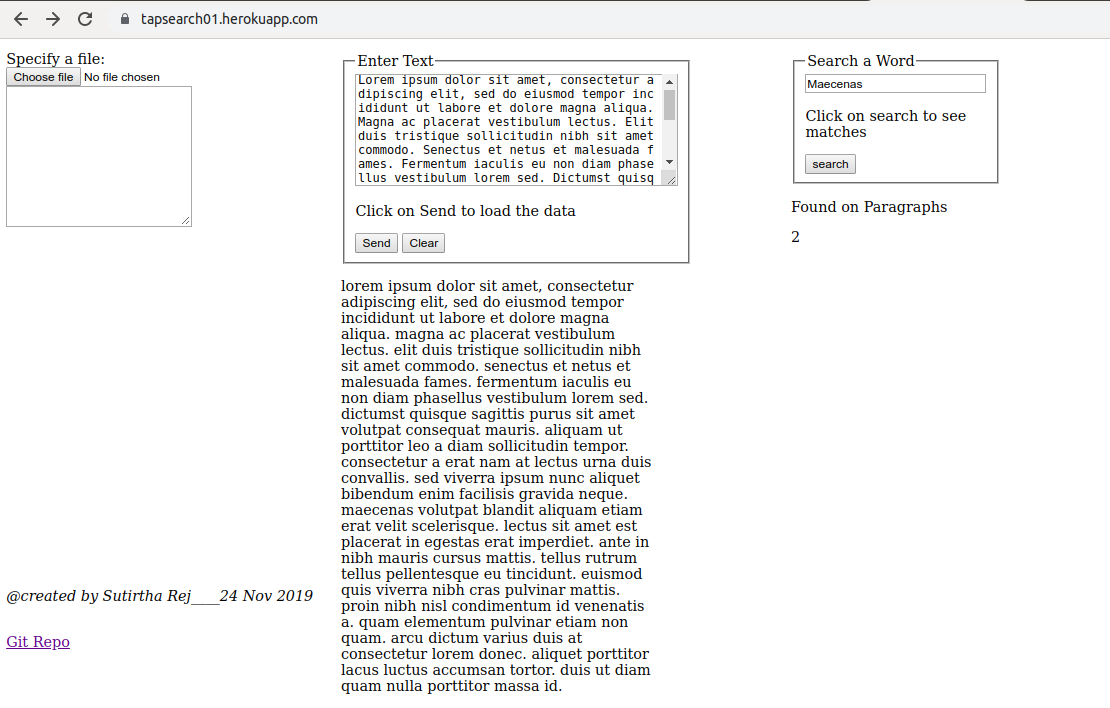 tapsearch01.herokuapp.com
Specify a file:
Choose file No file chosen
@created by Sutirtha Rej____24 Nov 2019
Git Repo
Enter Text
Lorem ipsum dolor sit amet, consectetur a
dipiscing elit, sed do eiusmod tempor inc
ididunt ut labore et dolore magna aliqua.
Magna ac placerat vestibulum lectus. Elit
duis tristique sollicitudin nibh sit amet
commodo. Senectus et netus et malesuada f
ames. Fermentum iaculis eu non diam phase
llus vestibulum lorem sed. Dictumst quisq
Click on Send to load the data
Send Clear
lorem ipsum dolor sit amet, consectetur
adipiscing elit, sed do eiusmod tempor
incididunt ut labore et dolore magna
aliqua. magna ac placerat vestibulum
lectus. elit duis tristique sollicitudin nibh
sit amet commodo. senectus et netus et
malesuada fames. fermentum iaculis eu
non diam phasellus vestibulum lorem sed.
dictumst quisque sagittis purus sit amet
volutpat consequat mauris. aliquam ut
porttitor leo a diam sollicitudin tempor.
consectetur a erat nam at lectus urna duis
convallis. sed viverra ipsum nunc aliquet
bibendum enim facilisis gravida neque.
maecenas volutpat blandit aliquam etiam
erat velit scelerisque. lectus sit amet est
placerat in egestas erat imperdiet. ante in
nibh mauris cursus mattis. tellus rutrum
tellus pellentesque eu tincidunt. euismod
quis viverra nibh cras pulvinar mattis.
proin nibh nisl condimentum id venenatis
a. quam elementum pulvinar etiam non
quam. arcu dictum varius duis at
consectetur lorem donec. aliquet porttitor
lacus luctus accumsan tortor. duis ut diam
quam nulla porttitor massa id.
Search a Word
Maecenas
Click on search to see
matches
search
Found on Paragraphs
2